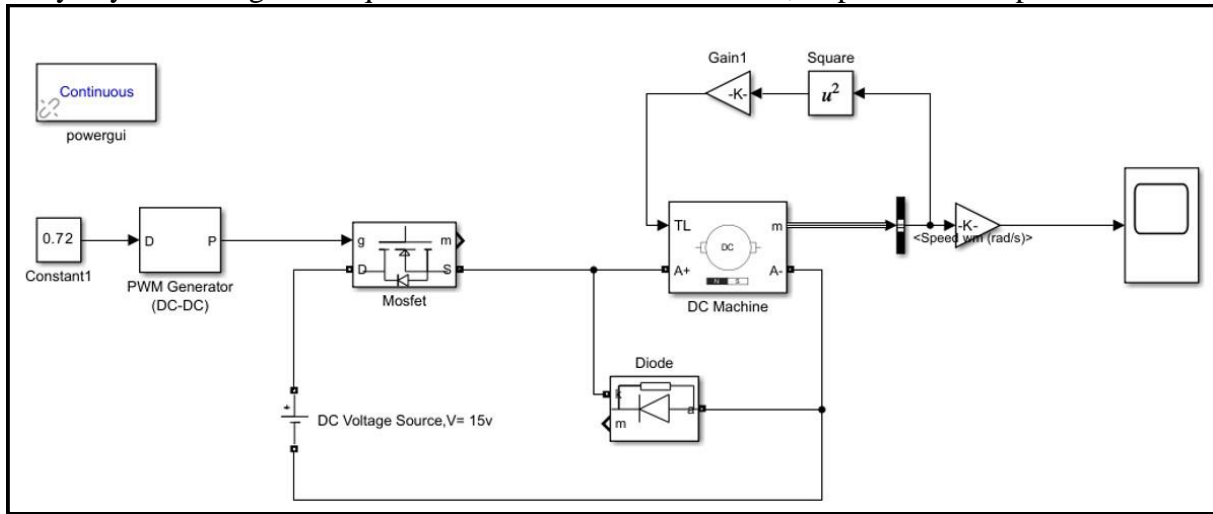 Continuous
powergui
0.72
Constant1
D
P
PWM Generator
(DC-DC)
g
m
D
S
Mosfet
DC Voltage Source,V= 15v
Gain1
-K-
Square
u²
TL
m
DC
A+
A-
N S
DC Machine
Diode
k
a
m
<Speed wm (rad/s)>
-K-